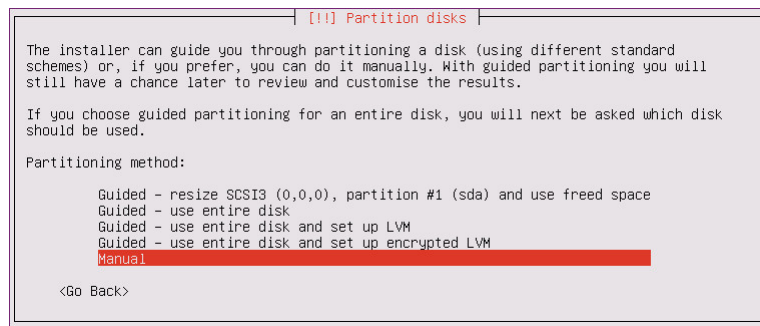 [!!] Partition disks
The installer can guide you through partitioning a disk (using different standard
schemes) or, if you prefer, you can do it manually. With guided partitioning you will
still have a chance later to review and customise the results.
If you choose guided partitioning for an entire disk, you will next be asked which disk
should be used.
Partitioning method:
Guided – resize SCSI3 (0,0,0), partition #1 (sda) and use freed space
Guided – use entire disk
Guided – use entire disk and set up LVM
Guided – use entire disk and set up encrypted LVM
Manual
<Go Back>